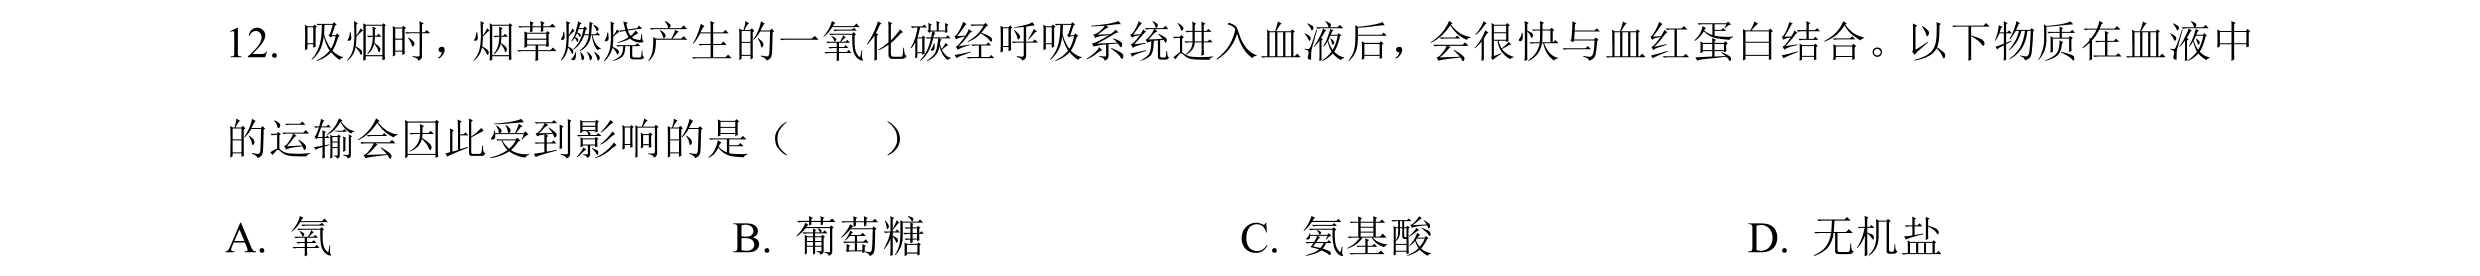 12. 吸烟时，烟草燃烧产生的一氧化碳经呼吸系统进入血液后，会很快与血红蛋白结合。以下物质在血液中
的运输会因此受到影响的是（　　）
A. 氧　　B. 葡萄糖　　C. 氨基酸　　D. 无机盐